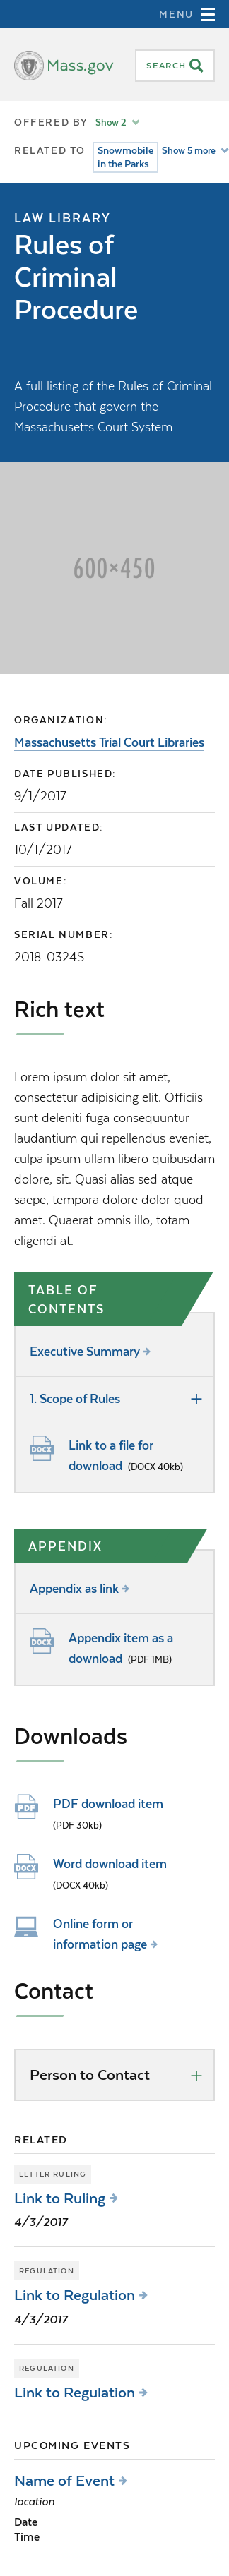 MENU
Mass.gov
SEARCH
OFFERED BY Show 2
RELATED TO Snowmobile in the Parks Show 5 more
LAW LIBRARY
Rules of
Criminal
Procedure
A full listing of the Rules of Criminal
Procedure that govern the
Massachusetts Court System
600×450
ORGANIZATION:
Massachusetts Trial Court Libraries
DATE PUBLISHED:
9/1/2017
LAST UPDATED:
10/1/2017
VOLUME:
Fall 2017
SERIAL NUMBER:
2018-0324S
Rich text
Lorem ipsum dolor sit amet,
consectetur adipisicing elit. Officiis
sunt deleniti fuga consequuntur
laudantium repellendus eveniet,
culpa ipsum ullam libero quibusdam
dolore, sit. Quasi alias sed atque
saepe, tempora dolore dolor quod
amet. Quaerat omnis illo, totam
eligendi at.
TABLE OF
CONTENTS
Executive Summary
1. Scope of Rules
DOCX
Link to a file for
download (DOCX 40kb)
APPENDIX
Appendix as link
DOCX
Appendix item as a
download (PDF 1MB)
Downloads
PDF
PDF download item
(PDF 30kb)
DOCX
Word download item
(DOCX 40kb)
Online form or
information page
Contact
Person to Contact
RELATED
LETTER RULING
Link to Ruling
4/3/2017
REGULATION
Link to Regulation
4/3/2017
REGULATION
Link to Regulation
UPCOMING EVENTS
Name of Event
location
Date
Time